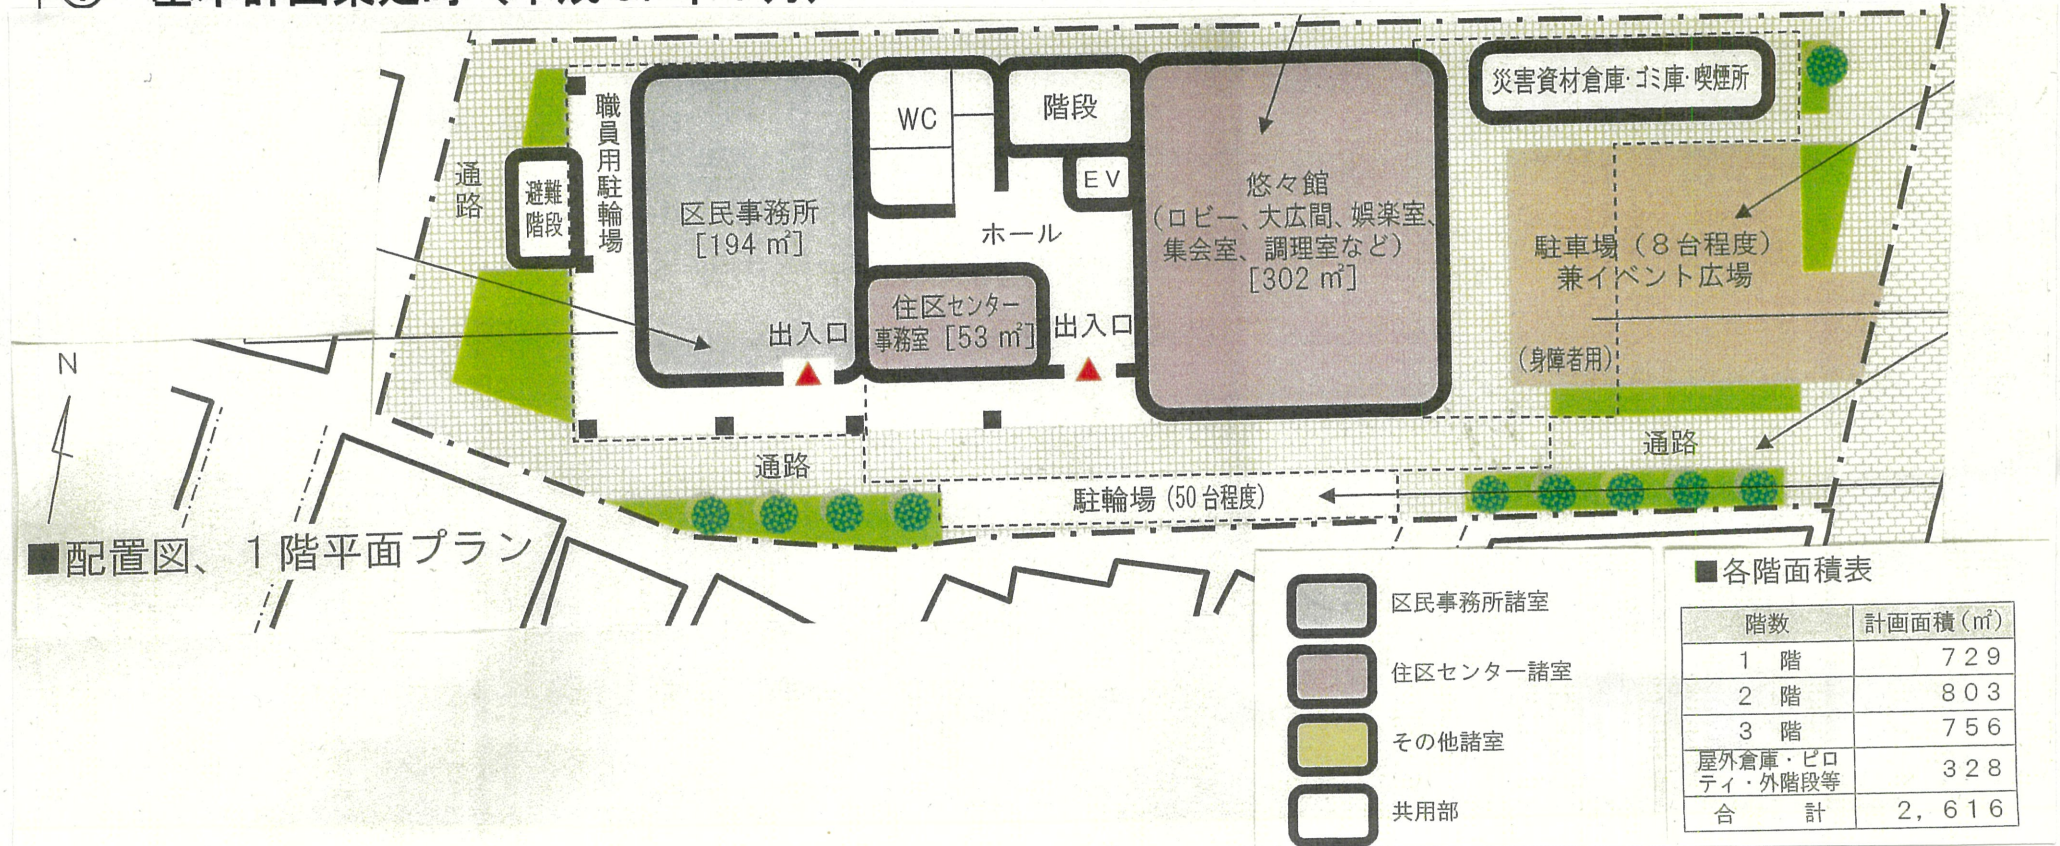 職員用駐輪場
WC
階段
災害資材倉庫・ゴミ庫・喫煙所
通路
避難
階段
EV
区民事務所
[194 ㎡]
ホール
悠々館
(ロビー、大広間、娯楽室、
集会室、調理室など)
[302 ㎡]
駐車場(8台程度)
兼イベント広場
住区センター
事務室 [53 ㎡]
出入口
出入口
(身障者用)
N
通路
通路
駐輪場(50台程度)
■配置図、1階平面プラン
区民事務所諸室
住区センター諸室
その他諸室
共用部
■各階面積表
階数 計画面積(㎡)
1 階 729
2 階 803
3 階 756
屋外倉庫・ピロ
ティ・外階段等 328
合 計 2,616